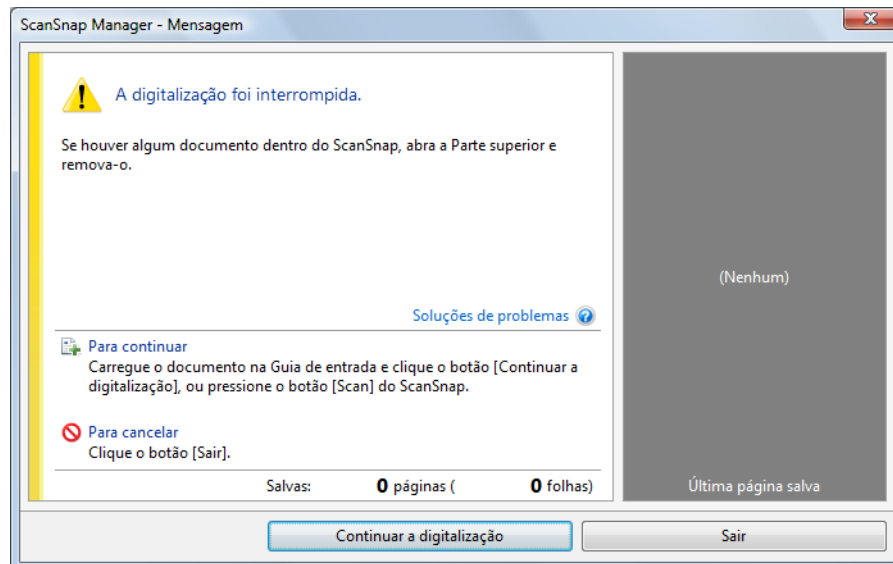 ScanSnap Manager - Mensagem
A digitalização foi interrompida.
Se houver algum documento dentro do ScanSnap, abra a Parte superior e
remova-o.
(Nenhum)
Soluções de problemas
Para continuar
Carregue o documento na Guia de entrada e clique o botão [Continuar a
digitalização], ou pressione o botão [Scan] do ScanSnap.
Para cancelar
Clique o botão [Sair].
Salvas: 0 páginas ( 0 folhas)
Última página salva
Continuar a digitalização
Sair